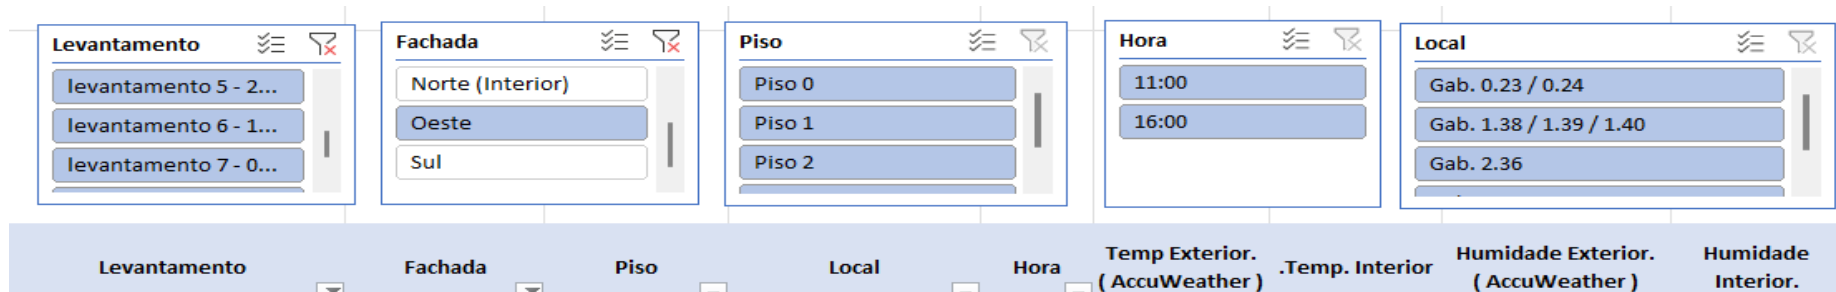 Levantamento
levantamento 5 - 2...
levantamento 6 - 1...
levantamento 7 - 0...
Fachada
Norte (Interior)
Oeste
Sul
Piso
Piso 0
Piso 1
Piso 2
Hora
11:00
16:00
Local
Gab. 0.23 / 0.24
Gab. 1.38 / 1.39 / 1.40
Gab. 2.36
Levantamento
Fachada
Piso
Local
Hora
Temp Exterior.
( AccuWeather )
.Temp. Interior
Humidade Exterior.
( AccuWeather )
Humidade
Interior.